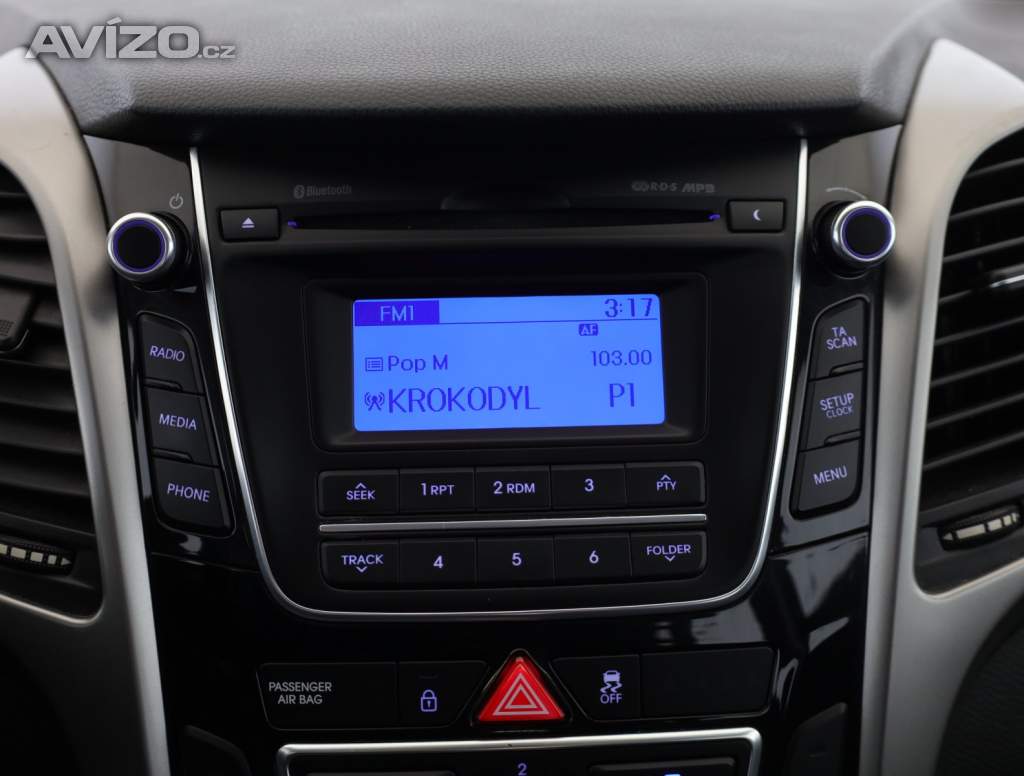 AVÍZO.cz
Bluetooth
R·D·S MP3
FM1 3:17
AF
Pop M 103.00
KROKODYL P1
RADIO
MEDIA
PHONE
TA
SCAN
SETUP
CLOCK
MENU
SEEK 1 RPT 2 RDM 3 PTY
TRACK 4 5 6 FOLDER
PASSENGER
AIR BAG
OFF
2